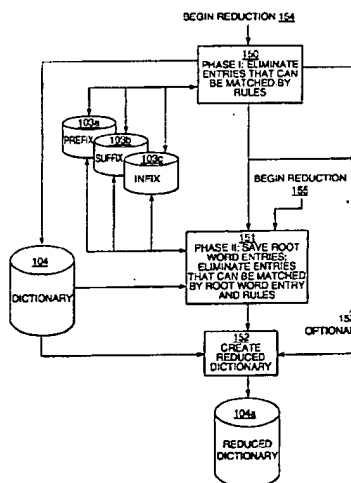 BEGIN REDUCTION 154
150
PHASE I: ELIMINATE
ENTRIES THAT CAN
BE MATCHED BY
RULES
103a
PREFIX
103b
SUFFIX
103c
INFIX
BEGIN REDUCTION
155
151
PHASE II: SAVE ROOT
WORD ENTRIES;
ELIMINATE ENTRIES
THAT CAN BE MATCHED
BY ROOT WORD ENTRY
AND RULES
104
DICTIONARY
OPTIONAL
152
CREATE
REDUCED
DICTIONARY
104a
REDUCED
DICTIONARY